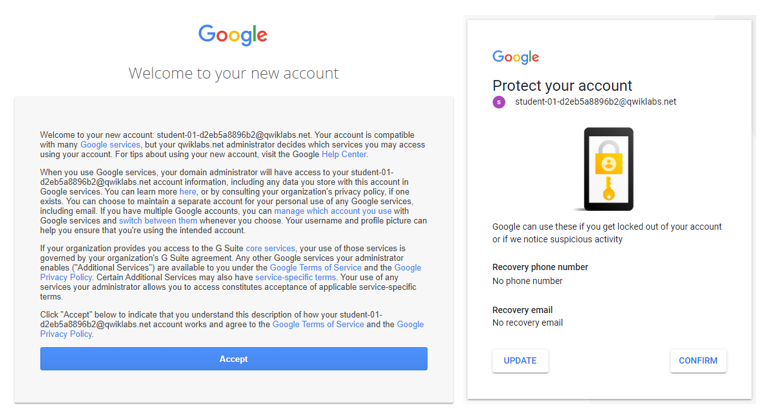 Google
Welcome to your new account
Welcome to your new account: student-01-d2eb5a8896b2@qwiklabs.net. Your account is compatible
with many Google services, but your qwiklabs.net administrator decides which services you may access
using your account. For tips about using your new account, visit the Google Help Center.
When you use Google services, your domain administrator will have access to your student-01-
d2eb5a8896b2@qwiklabs.net account information, including any data you store with this account in
Google services. You can learn more here, or by consulting your organization's privacy policy, if one
exists. You can choose to maintain a separate account for your personal use of any Google services,
including email. If you have multiple Google accounts, you can manage which account you use with
Google services and switch between them whenever you choose. Your username and profile picture can
help you ensure that you're using the intended account.
If your organization provides you access to the G Suite core services, your use of those services is
governed by your organization's G Suite agreement. Any other Google services your administrator
enables ("Additional Services") are available to you under the Google Terms of Service and the Google
Privacy Policy. Certain Additional Services may also have service-specific terms. Your use of any
services your administrator allows you to access constitutes acceptance of applicable service-specific
terms.
Click "Accept" below to indicate that you understand this description of how your student-01-
d2eb5a8896b2@qwiklabs.net account works and agree to the Google Terms of Service and the Google
Privacy Policy.
Accept
Google
Protect your account
s student-01-d2eb5a8896b2@qwiklabs.net
Google can use these if you get locked out of your account
or if we notice suspicious activity
Recovery phone number
No phone number
Recovery email
No recovery email
UPDATE CONFIRM